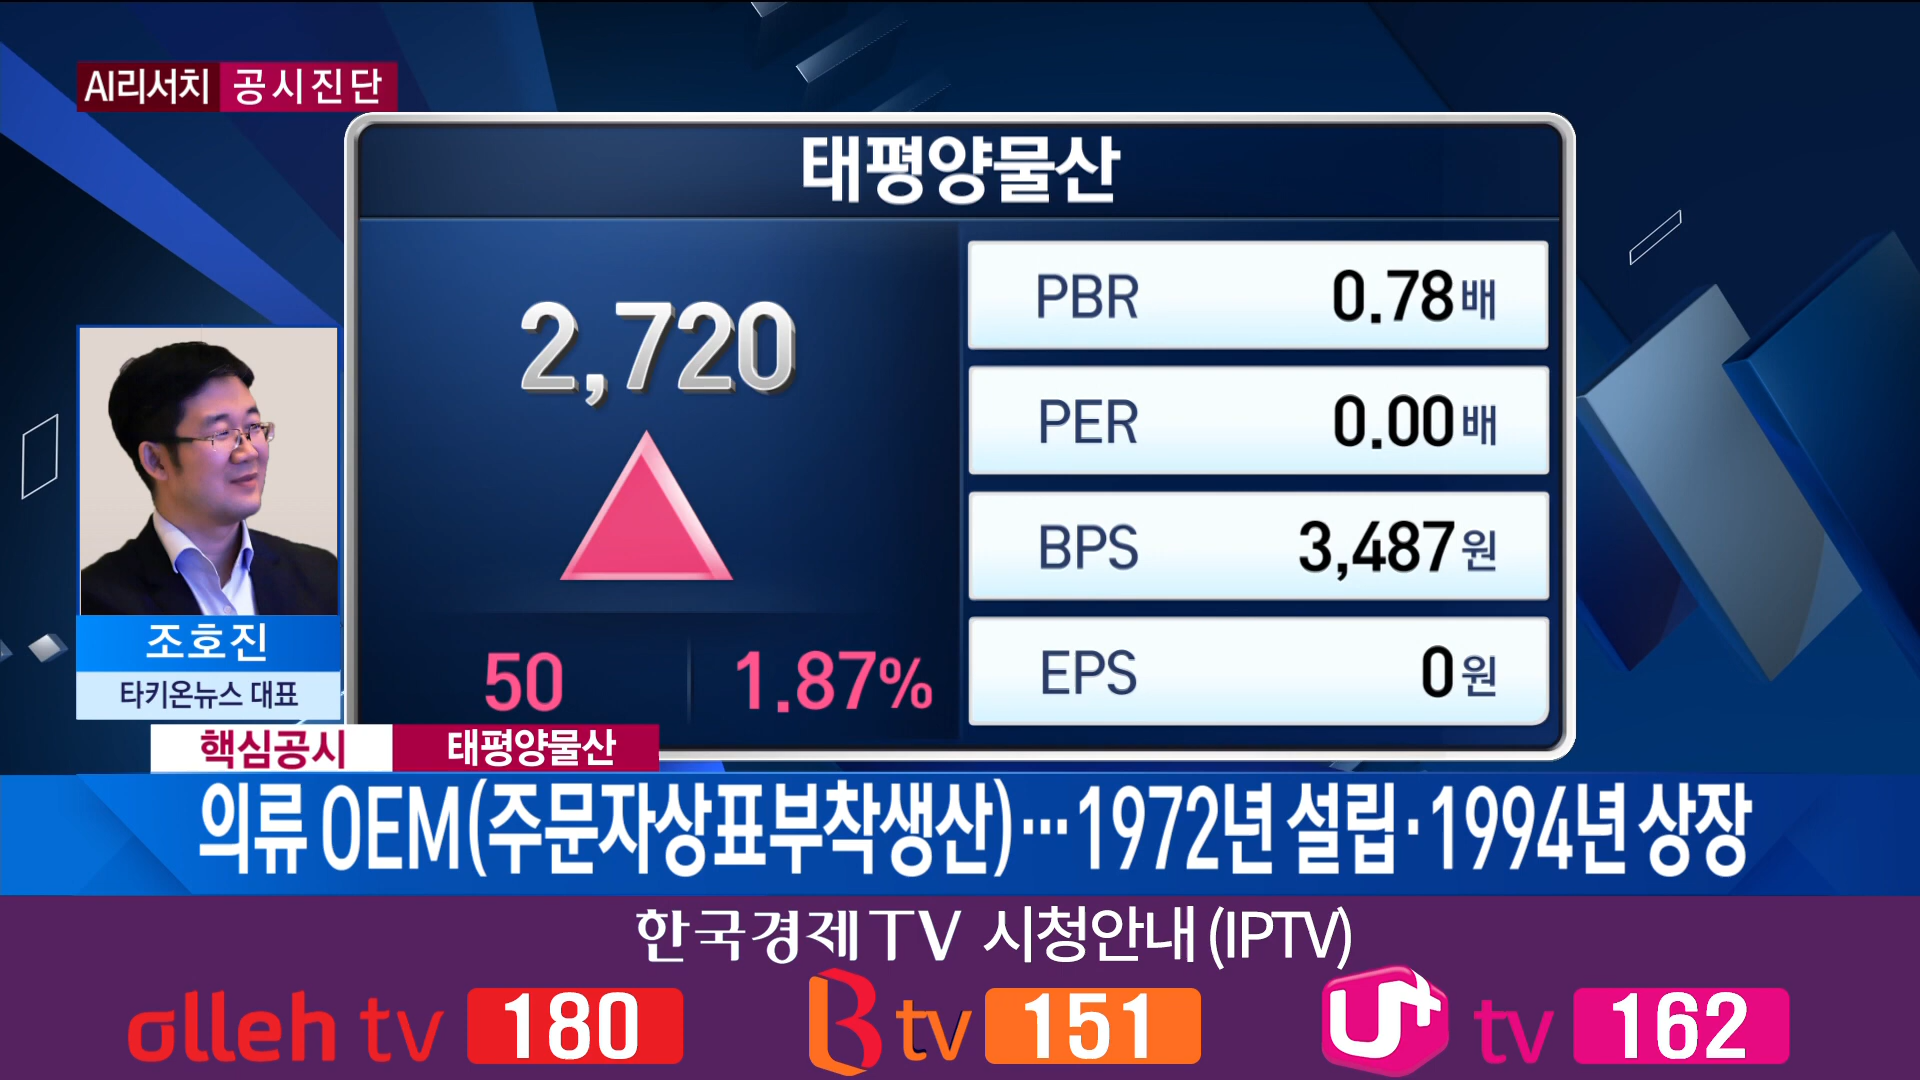 AI리서치 공시진단
태평양물산
2,720
50 1.87%
PBR 0.78배
PER 0.00배
BPS 3,487원
EPS 0원
조호진
타키온뉴스 대표
핵심공시 태평양물산
의류 OEM(주문자상표부착생산)…1972년 설립·1994년 상장
한국경제TV 시청안내(IPTV)
olleh tv 180 B tv 151 U+ tv 162